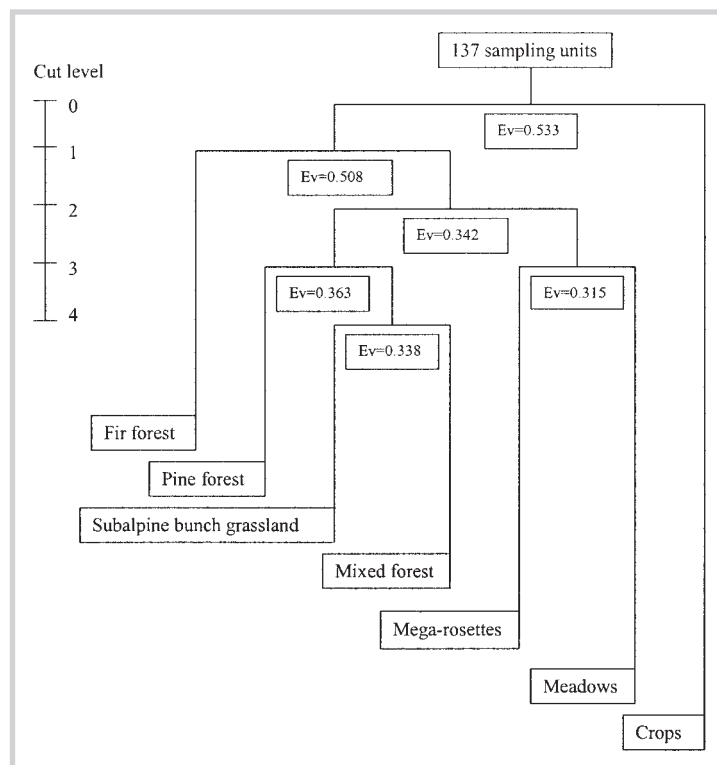 137 sampling units
Cut level
0
Ev=0.533
1
Ev=0.508
2
Ev=0.342
3
Ev=0.363
Ev=0.315
4
Ev=0.338
Fir forest
Pine forest
Subalpine bunch grassland
Mixed forest
Mega-rosettes
Meadows
Crops